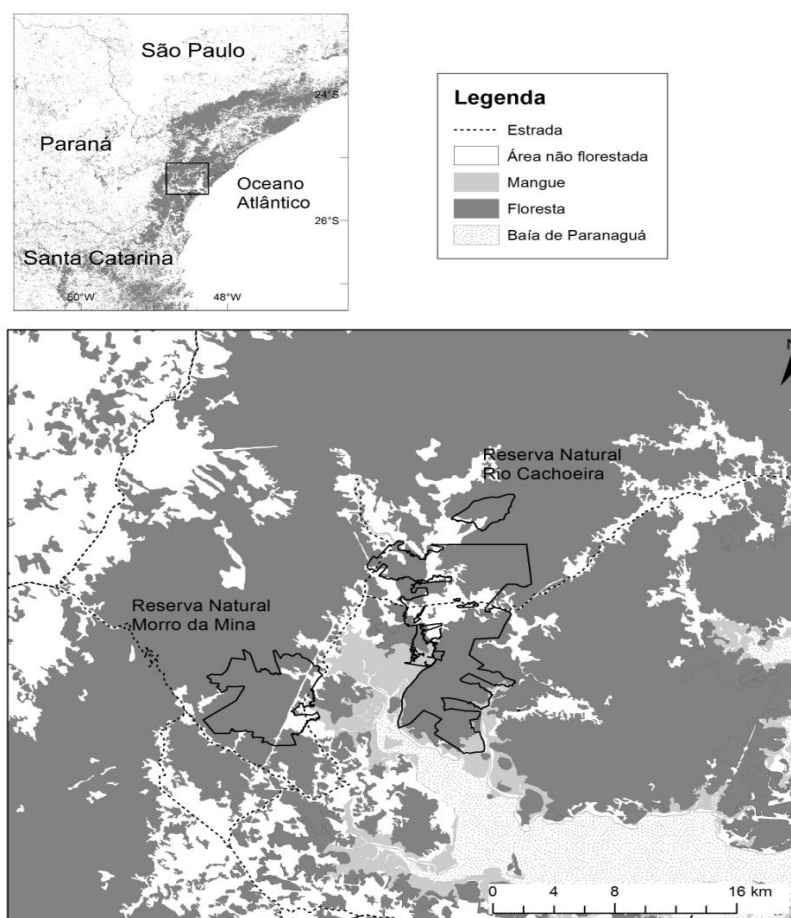 São Paulo
24°S
Paraná
Oceano
Atlântico
26°S
Santa Catarina
50°W
48°W
Legenda
Estrada
Área não florestada
Mangue
Floresta
Baía de Paranaguá
N
Reserva Natural
Rio Cachoeira
Reserva Natural
Morro da Mina
0 4 8 16 km